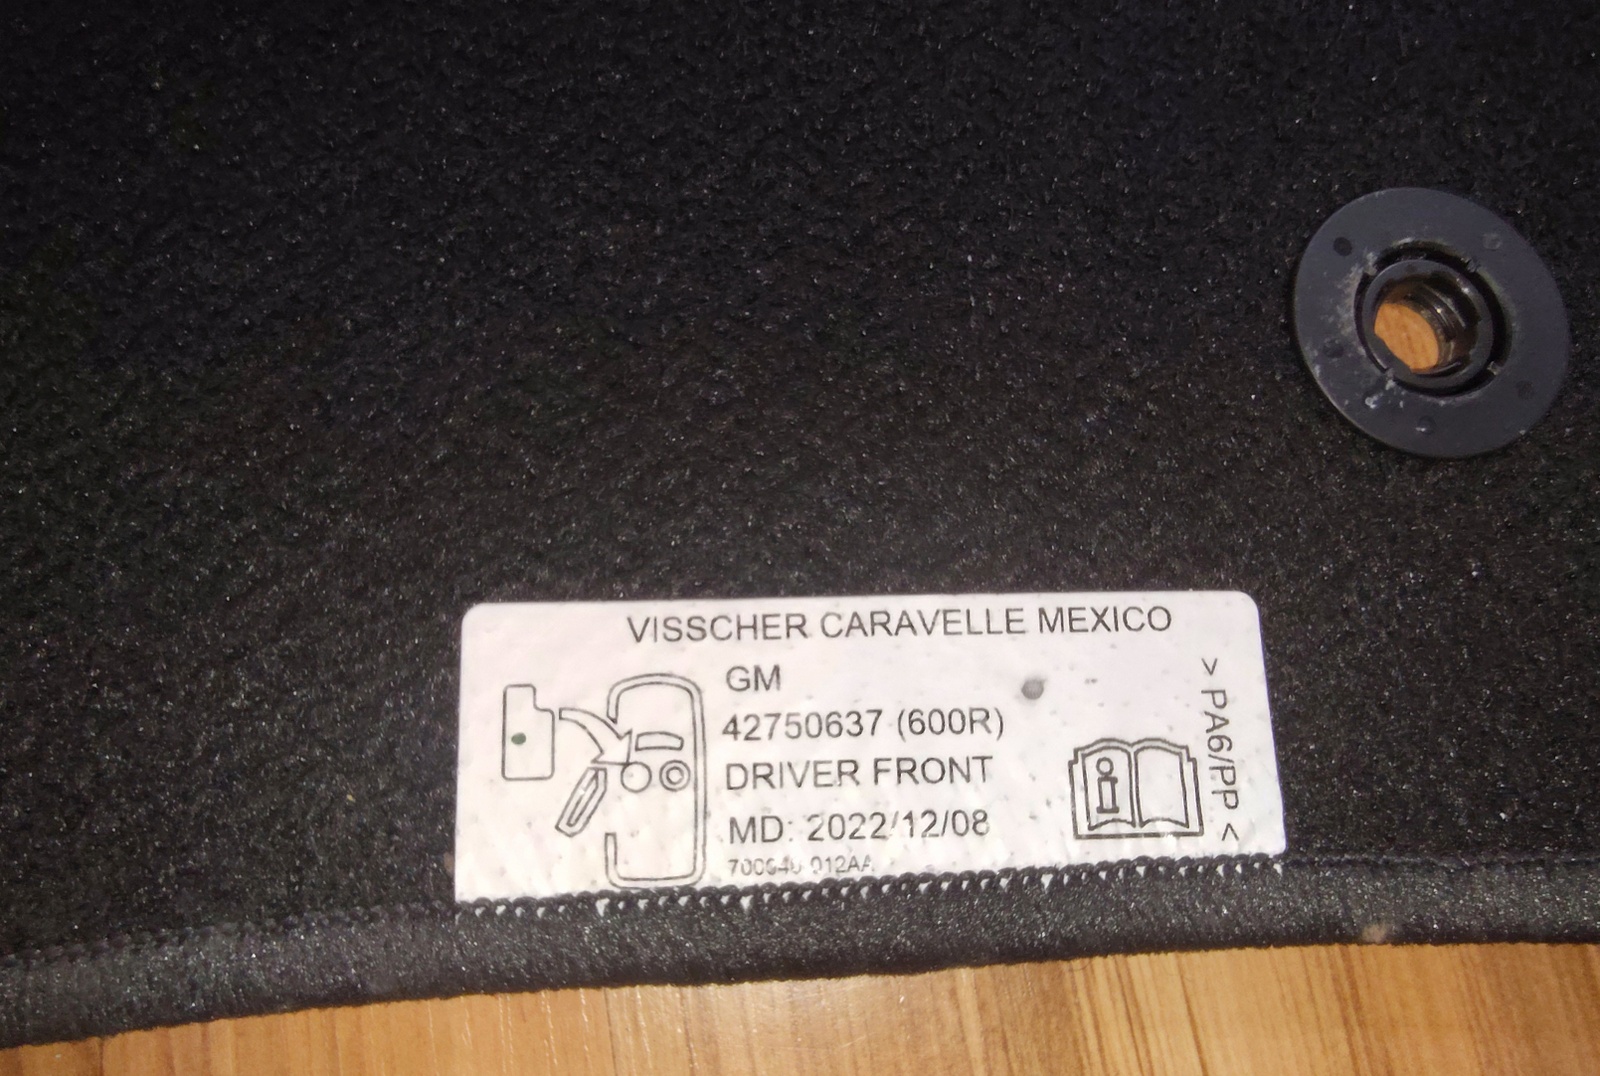 VISSCHER CARAVELLE MEXICO
GM
42750637 (600R)
DRIVER FRONT
MD: 2022/12/08
> PA6/PP <